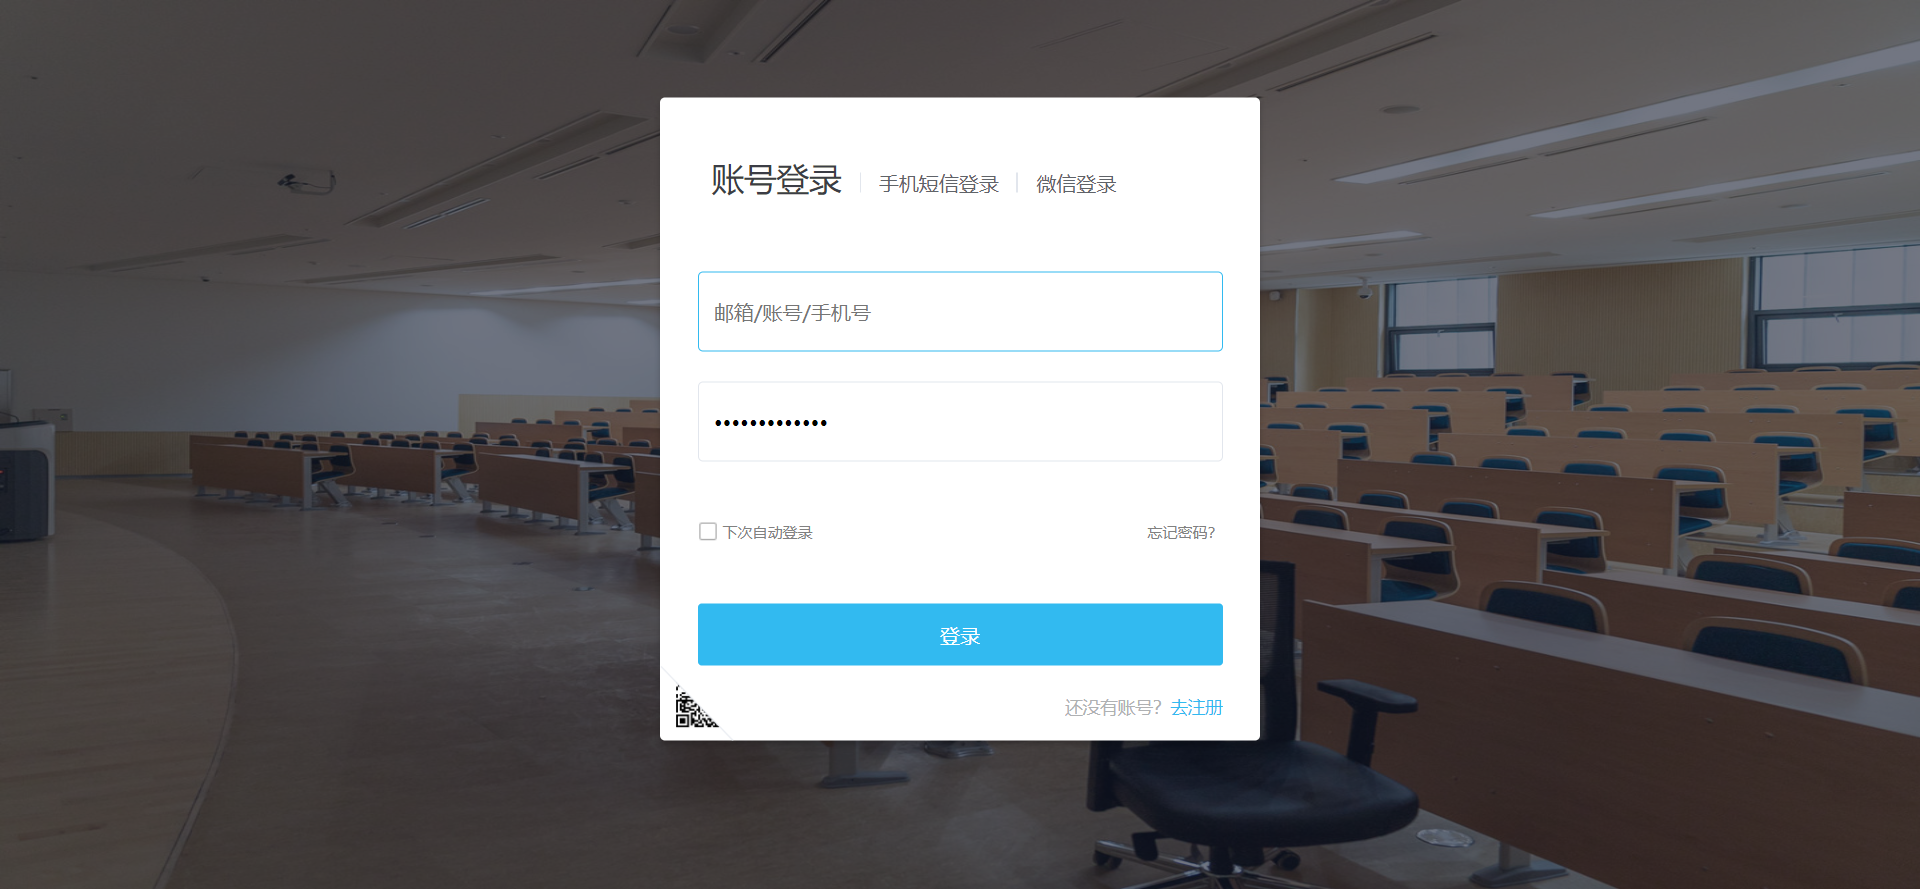 账号登录 手机短信登录 微信登录
邮箱/账号/手机号
•••••••••••••
下次自动登录 忘记密码?
登录
还没有账号? 去注册